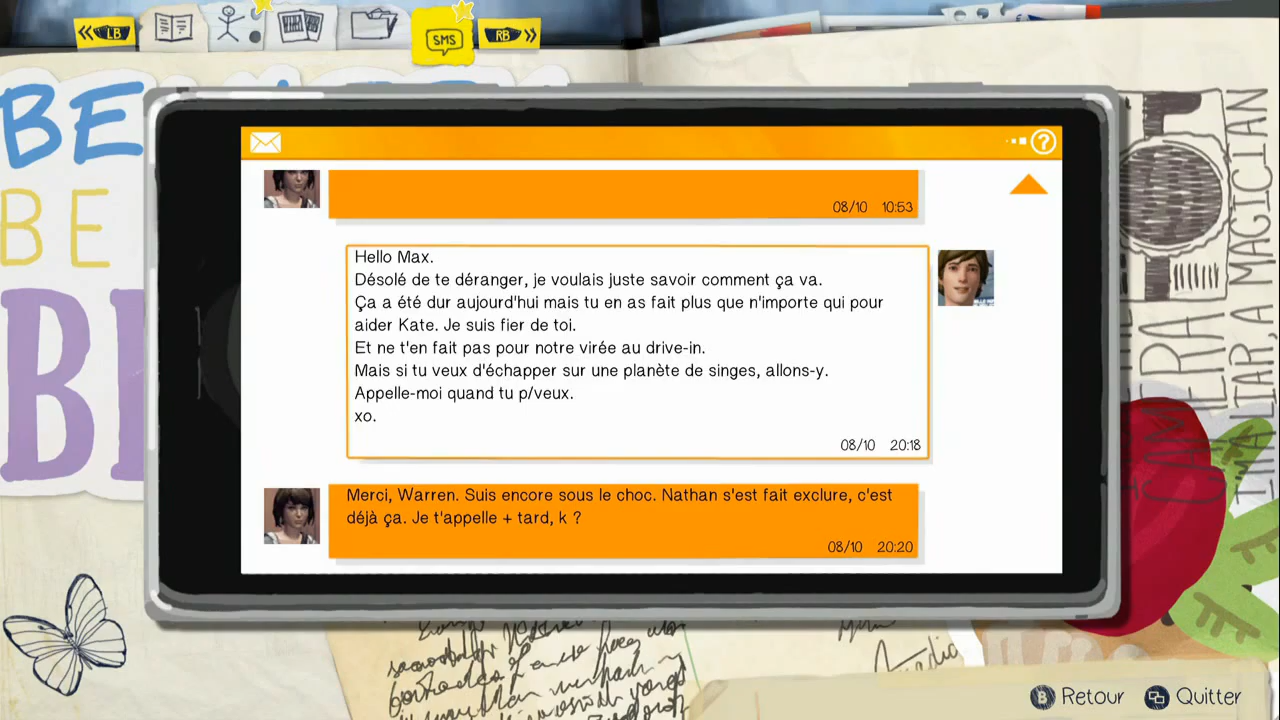 LB
SMS
RB
BE
BE
B
?
08/10 10:53
Hello Max.
Désolé de te déranger, je voulais juste savoir comment ça va.
Ça a été dur aujourd'hui mais tu en as fait plus que n'importe qui pour
aider Kate. Je suis fier de toi.
Et ne t'en fait pas pour notre virée au drive-in.
Mais si tu veux d'échapper sur une planète de singes, allons-y.
Appelle-moi quand tu p/veux.
xo.
08/10 20:18
Merci, Warren. Suis encore sous le choc. Nathan s'est fait exclure, c'est
déjà ça. Je t'appelle + tard, k ?
08/10 20:20
CAMERA
A MAGICIAN
B Retour
Quitter